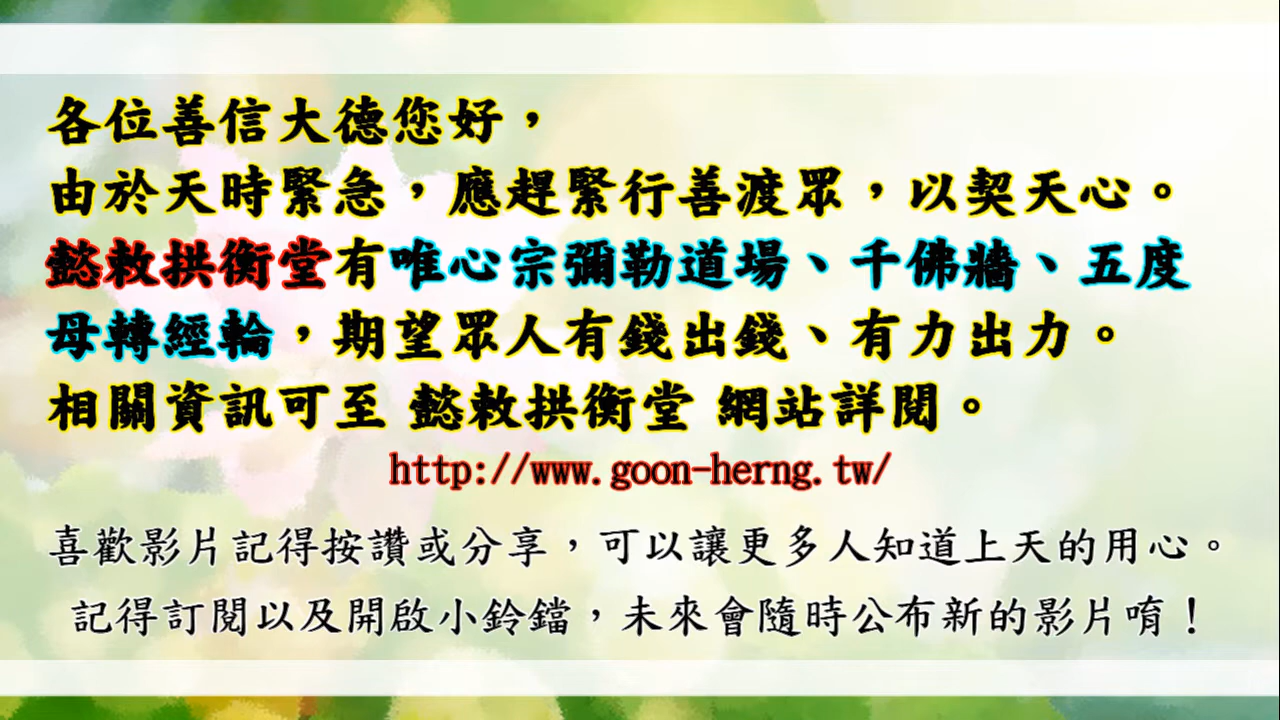 各位善信大德您好，
由於天時緊急，應趕緊行善渡眾，以契天心。
懿敕拱衡堂有唯心宗彌勒道場、千佛牆、五度
母轉經輪，期望眾人有錢出錢、有力出力。
相關資訊可至 懿敕拱衡堂 網站詳閱。
http://www.goon-herng.tw/
喜歡影片記得按讚或分享，可以讓更多人知道上天的用心。
記得訂閱以及開啟小鈴鐺，未來會隨時公布新的影片唷！